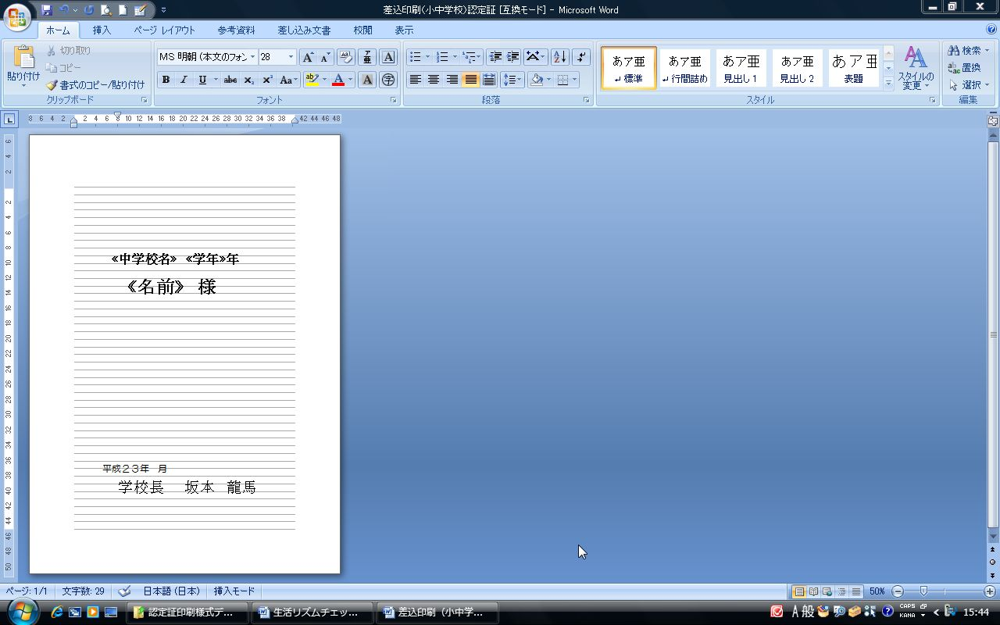 差込印刷(小中学校)認定証 [互換モード] - Microsoft Word
ホーム 挿入 ページ レイアウト 参考資料 差し込み文書 校閲 表示
貼り付け
切り取り
コピー
書式のコピー/貼り付け
クリップボード
MS 明朝 (本文のフォン 28
B I U abc x₂ x² Aa
フォント
段落
あア亜 あア亜 あア亜 あア亜 あア亜
標準 行間詰め 見出し 1 見出し 2 表題
スタイルの変更
スタイル
検索
置換
選択
編集
8 6 4 2 2 4 6 8 10 12 14 16 18 20 22 24 26 28 30 32 34 36 38 42 44 46 48
《中学校名》 《学年》年
《名前》 様
平成23年 月
学校長 坂本 龍馬
ページ: 1/1 文字数: 29 日本語 (日本) 挿入モード 50%
認定証印刷様式デ... 生活リズムチェッ... 差込印刷（小中学... A 般 CAPS KANA 15:44